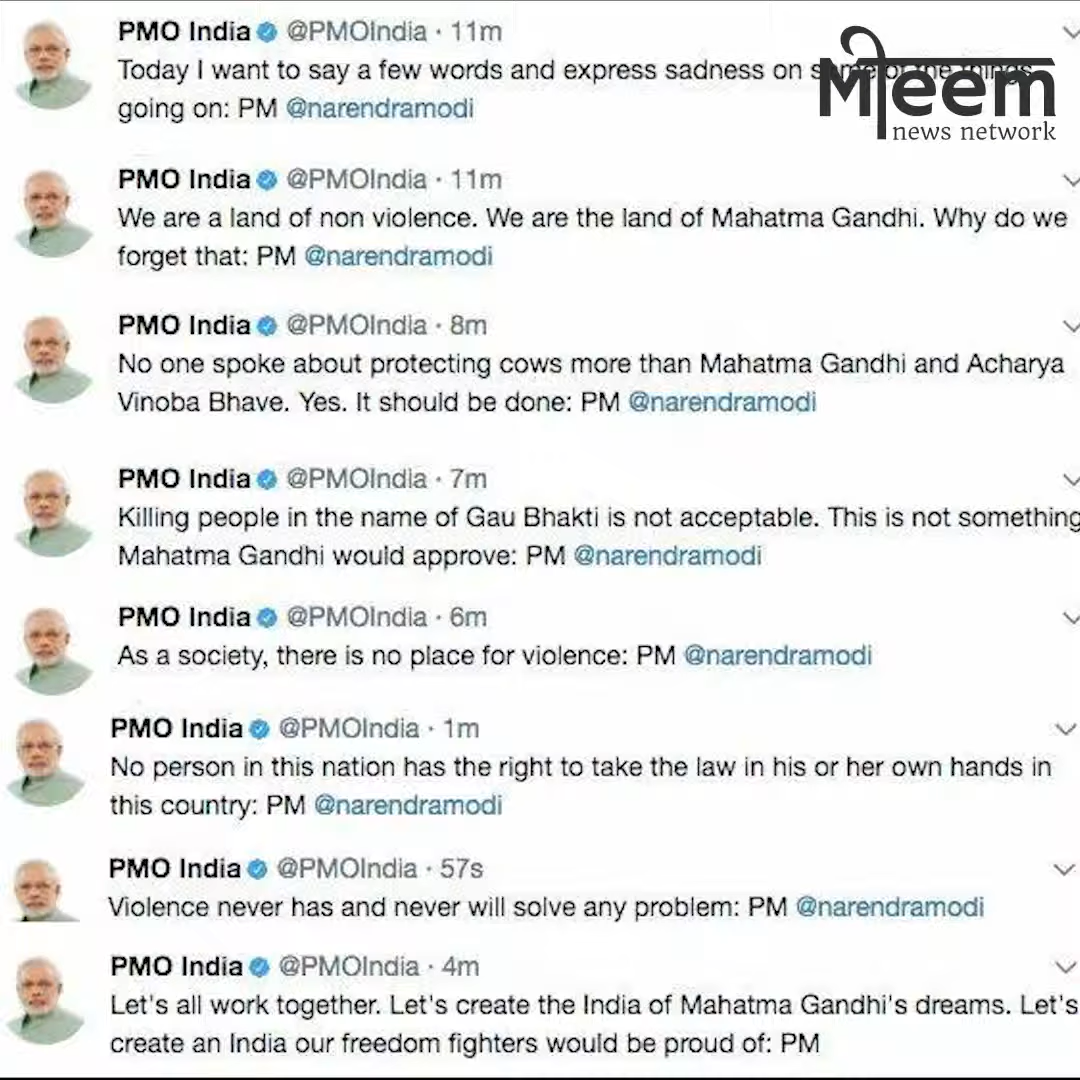 PMO India @PMOIndia · 11m
Today I want to say a few words and express sadness on some of the things
going on: PM @narendramodi
मीteem
news network
PMO India @PMOIndia · 11m
We are a land of non violence. We are the land of Mahatma Gandhi. Why do we
forget that: PM @narendramodi
PMO India @PMOIndia · 8m
No one spoke about protecting cows more than Mahatma Gandhi and Acharya
Vinoba Bhave. Yes. It should be done: PM @narendramodi
PMO India @PMOIndia · 7m
Killing people in the name of Gau Bhakti is not acceptable. This is not something
Mahatma Gandhi would approve: PM @narendramodi
PMO India @PMOIndia · 6m
As a society, there is no place for violence: PM @narendramodi
PMO India @PMOIndia · 1m
No person in this nation has the right to take the law in his or her own hands in
this country: PM @narendramodi
PMO India @PMOIndia · 57s
Violence never has and never will solve any problem: PM @narendramodi
PMO India @PMOIndia · 4m
Let's all work together. Let's create the India of Mahatma Gandhi's dreams. Let's
create an India our freedom fighters would be proud of: PM